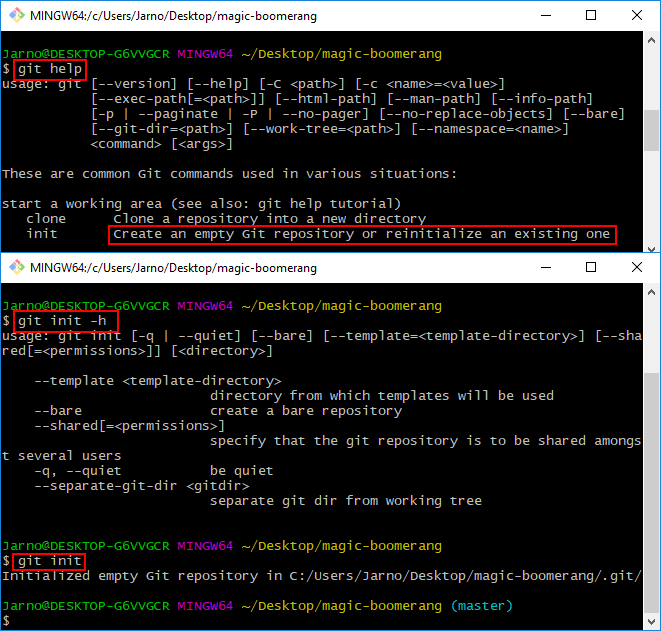 MINGW64:/c/Users/Jarno/Desktop/magic-boomerang
Jarno@DESKTOP-G6VVGCR MINGW64 ~/Desktop/magic-boomerang
$ git help
usage: git [--version] [--help] [-C <path>] [-c <name>=<value>]
           [--exec-path[=<path>]] [--html-path] [--man-path] [--info-path]
           [-p | --paginate | -P | --no-pager] [--no-replace-objects] [--bare]
           [--git-dir=<path>] [--work-tree=<path>] [--namespace=<name>]
           <command> [<args>]
These are common Git commands used in various situations:
start a working area (see also: git help tutorial)
   clone      Clone a repository into a new directory
   init       Create an empty Git repository or reinitialize an existing one
MINGW64:/c/Users/Jarno/Desktop/magic-boomerang
Jarno@DESKTOP-G6VVGCR MINGW64 ~/Desktop/magic-boomerang
$ git init -h
usage: git init [-q | --quiet] [--bare] [--template=<template-directory>] [--sha
red[=<permissions>]] [<directory>]
    --template <template-directory>
                          directory from which templates will be used
    --bare                create a bare repository
    --shared[=<permissions>]
                          specify that the git repository is to be shared amongs
t several users
    -q, --quiet           be quiet
    --separate-git-dir <gitdir>
                          separate git dir from working tree
Jarno@DESKTOP-G6VVGCR MINGW64 ~/Desktop/magic-boomerang
$ git init
Initialized empty Git repository in C:/Users/Jarno/Desktop/magic-boomerang/.git/
Jarno@DESKTOP-G6VVGCR MINGW64 ~/Desktop/magic-boomerang (master)
$